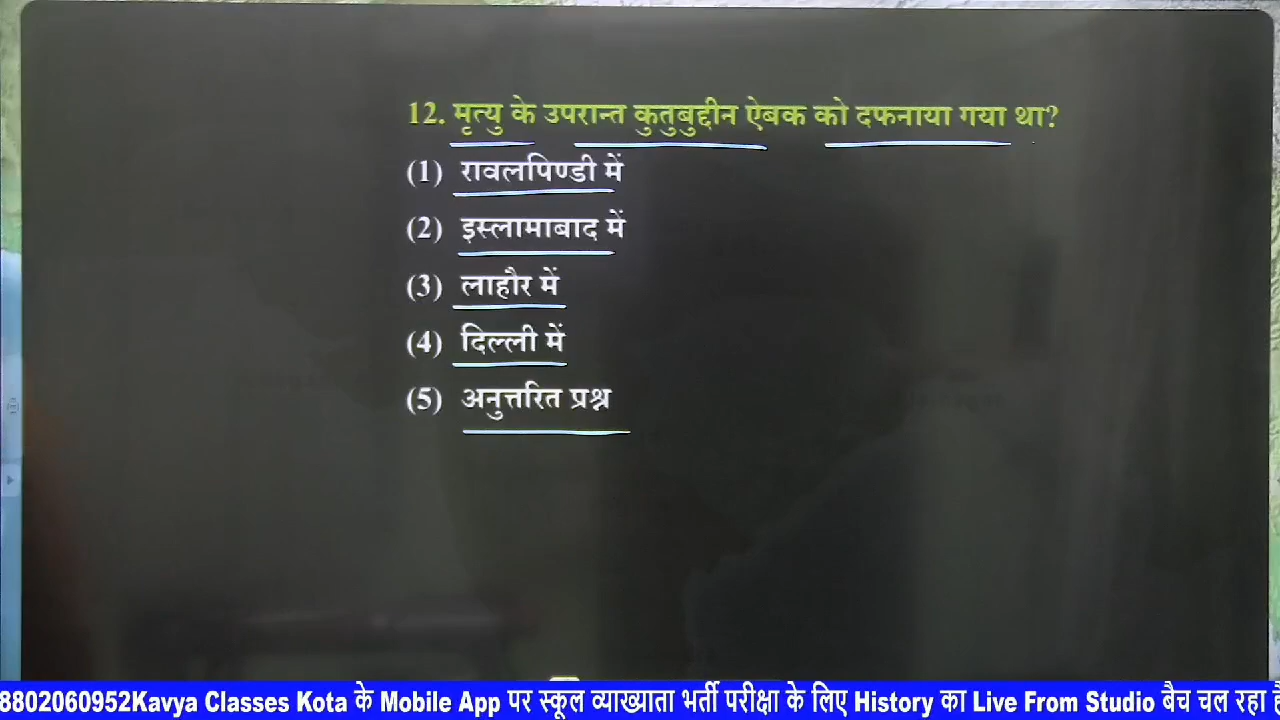 12. मृत्यु के उपरान्त कुतुबुद्दीन ऐबक को दफनाया गया था?
(1) रावलपिण्डी में
(2) इस्लामाबाद में
(3) लाहौर में
(4) दिल्ली में
(5) अनुत्तरित प्रश्न
8802060952Kavya Classes Kota के Mobile App पर स्कूल व्याख्याता भर्ती परीक्षा के लिए History का Live From Studio बैच चल रहा है